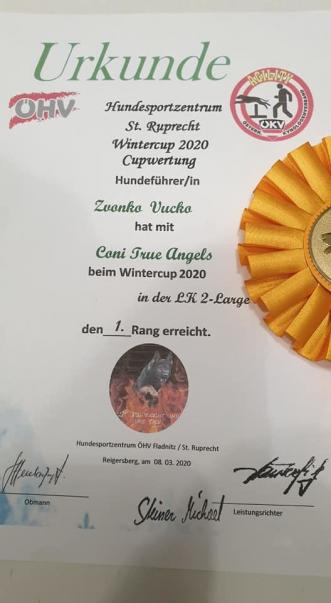 Urkunde
ÖHV
AGILITY
ÖKV
Hundesportzentrum
St. Ruprecht
Wintercup 2020
Cupwertung
Hundeführer/in
Zvonko Vucko
hat mit
Coni True Angels
beim Wintercup 2020
in der LK 2-Large
den 1. Rang erreicht.
Hundesportzentrum ÖHV Fladnitz / St. Ruprecht
Reigersberg, am 08. 03. 2020
Obmann
Leistungsrichter